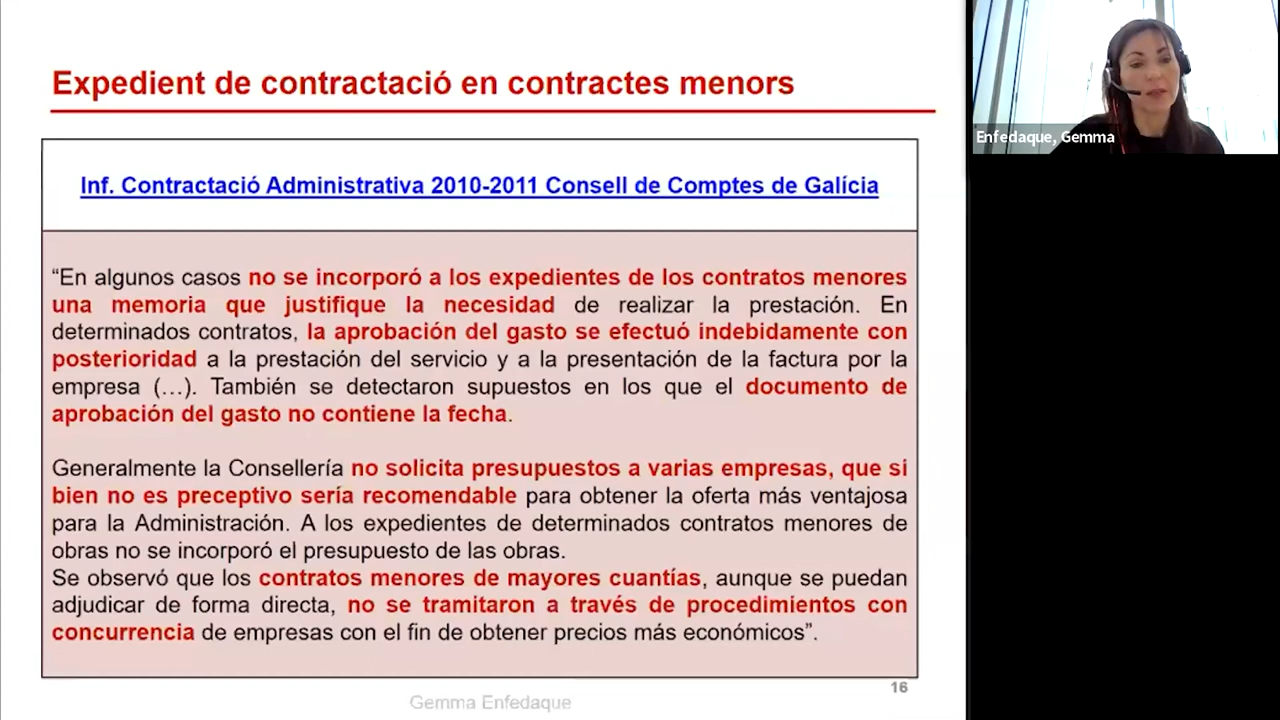 Expedient de contractació en contractes menors
Enfedaque, Gemma
Inf. Contractació Administrativa 2010-2011 Consell de Comptes de Galícia
“En algunos casos no se incorporó a los expedientes de los contratos menores
una memoria que justifique la necesidad de realizar la prestación. En
determinados contratos, la aprobación del gasto se efectuó indebidamente con
posterioridad a la prestación del servicio y a la presentación de la factura por la
empresa (…). También se detectaron supuestos en los que el documento de
aprobación del gasto no contiene la fecha.
Generalmente la Consellería no solicita presupuestos a varias empresas, que si
bien no es preceptivo sería recomendable para obtener la oferta más ventajosa
para la Administración. A los expedientes de determinados contratos menores de
obras no se incorporó el presupuesto de las obras.
Se observó que los contratos menores de mayores cuantías, aunque se puedan
adjudicar de forma directa, no se tramitaron a través de procedimientos con
concurrencia de empresas con el fin de obtener precios más económicos”.
16
Gemma Enfedaque